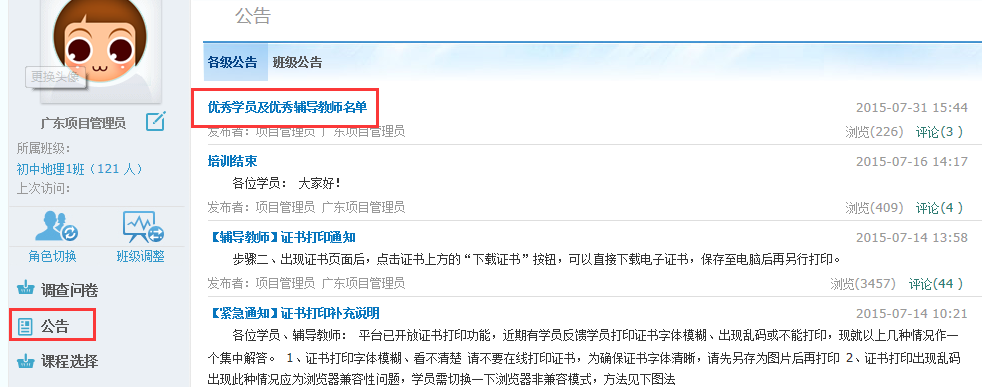 更换头像
广东项目管理员
所属班级：
初中地理1班（121 人）
上次访问：
角色切换
班级调整
调查问卷
公告
课程选择
公告
各级公告 班级公告
优秀学员及优秀辅导教师名单 2015-07-31 15:44
发布者： 项目管理员 广东项目管理员 浏览(226) 评论(3 )
培训结束 2015-07-16 14:17
各位学员： 大家好！
发布者： 项目管理员 广东项目管理员 浏览(409) 评论(4 )
【辅导教师】证书打印通知 2015-07-14 13:58
步骤二、出现证书页面后，点击证书上方的“下载证书”按钮，可以直接下载电子证书，保存至电脑后再另行打印。
发布者： 项目管理员 广东项目管理员 浏览(3457) 评论(44 )
【紧急通知】证书打印补充说明 2015-07-14 10:21
各位学员、辅导教师： 平台已开放证书打印功能，近期有学员反馈学员打印证书字体模糊、出现乱码或不能打印，现就以上几种情况作一
个集中解答。 1、证书打印字体模糊、看不清楚 请不要在线打印证书，为确保证书字体清晰，请先另存为图片后再打印 2、证书打印出现乱码
出现此种情况应为浏览器兼容性问题，学员需切换一下浏览器非兼容模式，方法见下图法